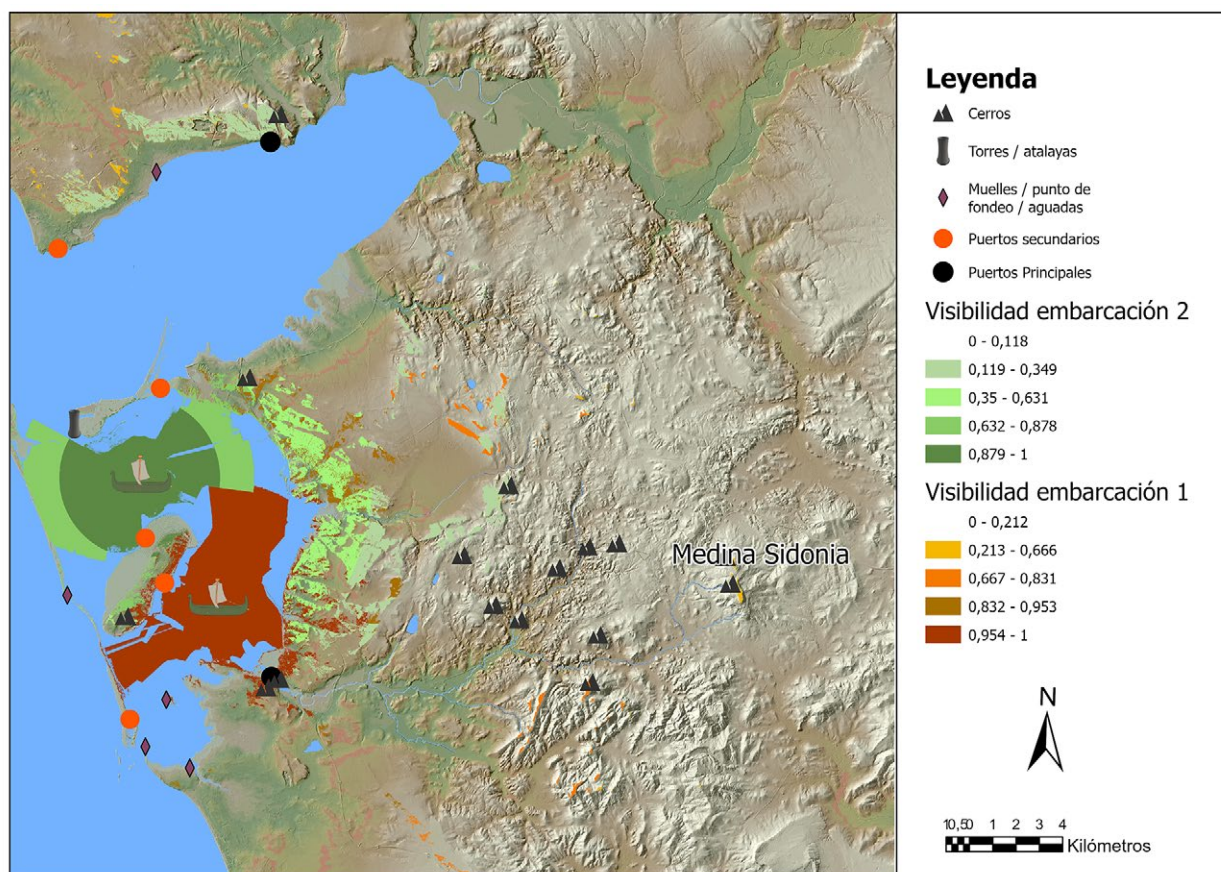 Medina Sidonia
Leyenda
Cerros
Torres / atalayas
Muelles / punto de
fondeo / aguadas
Puertos secundarios
Puertos Principales
Visibilidad embarcación 2
0 - 0,118
0,119 - 0,349
0,35 - 0,631
0,632 - 0,878
0,879 - 1
Visibilidad embarcación 1
0 - 0,212
0,213 - 0,666
0,667 - 0,831
0,832 - 0,953
0,954 - 1
N
10,50 1 2 3 4
Kilómetros